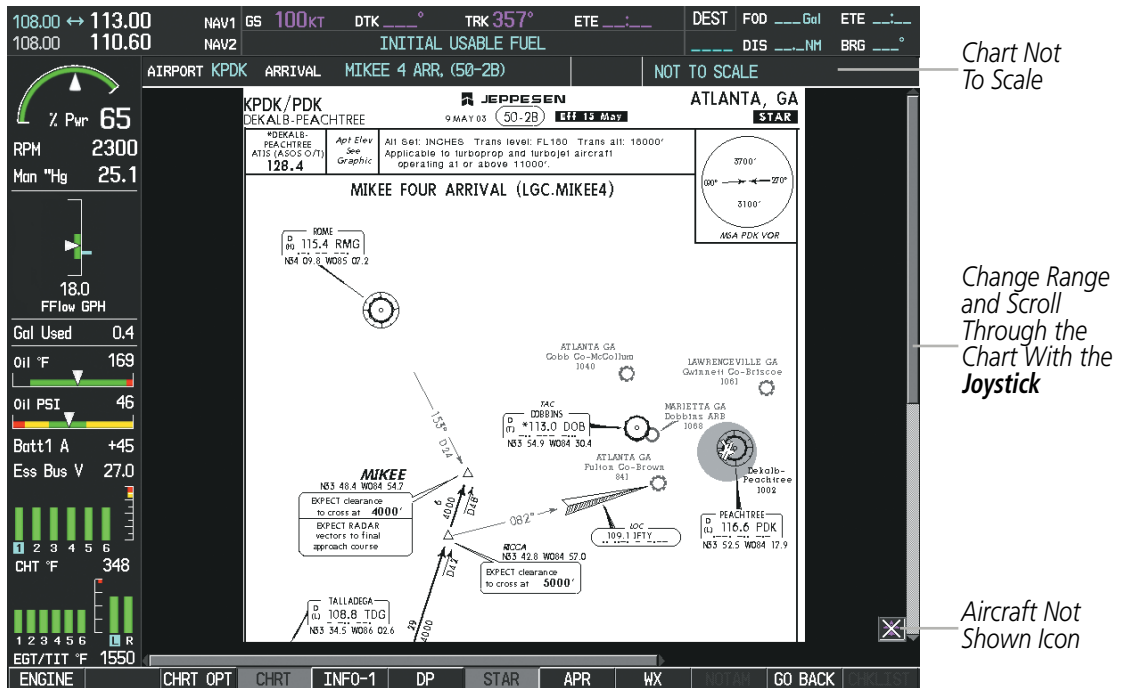 108.00 ↔ 113.00 NAV1 GS 100KT DTK ___° TRK 357° ETE __:__ DEST FOD ___Gal ETE __:__
108.00 110.60 NAV2 INITIAL USABLE FUEL ____ DIS __._NM BRG ___°
AIRPORT KPDK ARRIVAL MIKEE 4 ARR, (50-2B) NOT TO SCALE
Chart Not
To Scale
% Pwr 65
RPM 2300
Man "Hg 25.1
18.0
FFlow GPH
Gal Used 0.4
Oil °F 169
Oil PSI 46
Batt1 A +45
Ess Bus V 27.0
1 2 3 4 5 6
CHT °F 348
1 2 3 4 5 6 L R
EGT/TIT °F 1550
KPDK/PDK JEPPESEN ATLANTA, GA
DEKALB-PEACHTREE 9 MAY 03 50-2B Eff 15 May STAR
*DEKALB-
PEACHTREE
ATIS (ASOS O/T)
128.4
Apt Elev
See
Graphic
Alt Set: INCHES Trans level: FL180 Trans alt: 18000'
Applicable to turboprop and turbojet aircraft
operating at or above 11000'.
3700'
090° 270°
3100'
MSA PDK VOR
MIKEE FOUR ARRIVAL (LGC.MIKEE4)
ROME
D
(H) 115.4 RMG
N34 09.8 W085 07.2
ATLANTA GA
Cobb Co-McCollum
1040
LAWRENCEVILLE GA
Gwinnett Co-Briscoe
1061
TAC
DOBBINS
D
(T) *113.0 DOB
N33 54.9 W084 30.4
MARIETTA GA
Dobbins ARB
1068
153°
D24
ATLANTA GA
Fulton Co-Brown
841
Dekalb-
Peachtree
1002
MIKEE
N33 48.4 W084 54.7
EXPECT clearance
to cross at 4000'
EXPECT RADAR
vectors to final
approach course
6
4000
D48
082°
LOC
109.1 IFTY
PEACHTREE
D
(L) 116.6 PDK
N33 52.5 W084 17.9
RICCA
N33 42.8 W084 57.0
D42
EXPECT clearance
to cross at 5000'
TALLADEGA
D
(L) 108.8 TDG
N33 34.5 W086 02.6
29
4000
Change Range
and Scroll
Through the
Chart With the
Joystick
Aircraft Not
Shown Icon
ENGINE CHRT OPT CHRT INFO-1 DP STAR APR WX NOTAM GO BACK CHKLIST